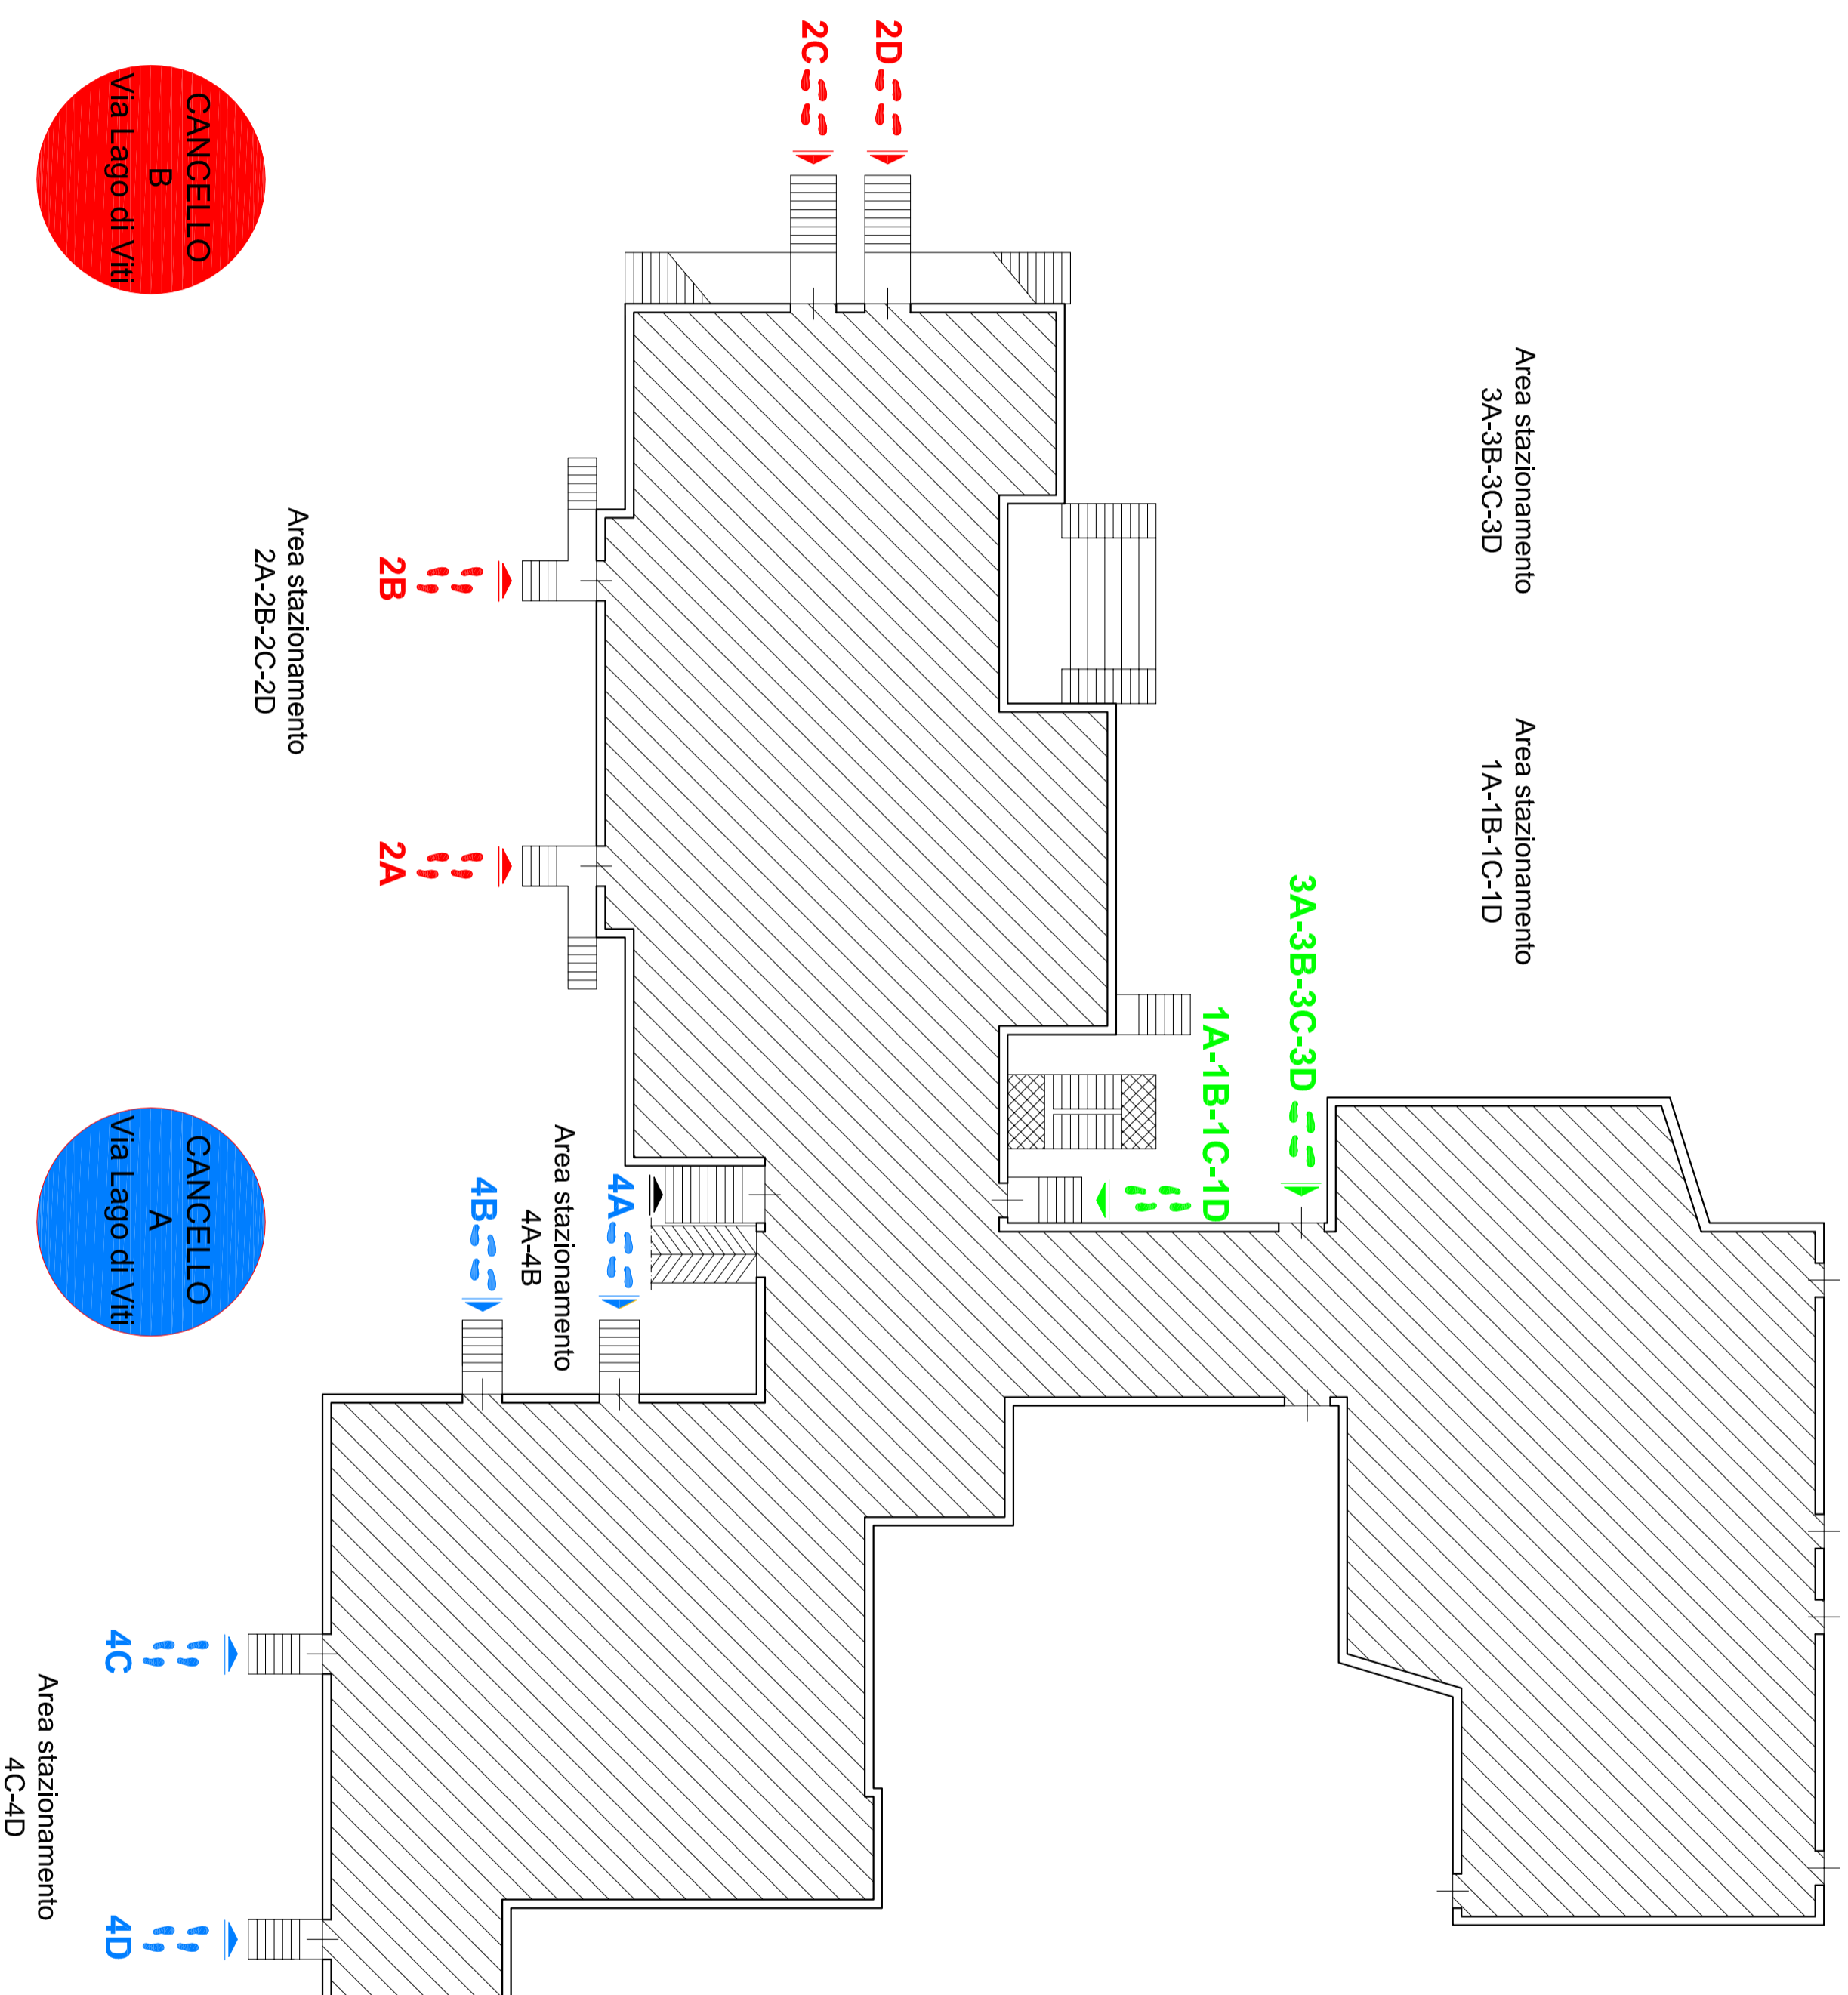 Area stazionamento
3A-3B-3C-3D
Area stazionamento
1A-1B-1C-1D
3A-3B-3C-3D
1A-1B-1C-1D
2D
2C
4A
Area stazionamento
4A-4B
4B
2B
2A
Area stazionamento
2A-2B-2C-2D
CANCELLO
B
Via Lago di Viti
CANCELLO
A
Via Lago di Viti
4C
4D
Area stazionamento
4C-4D